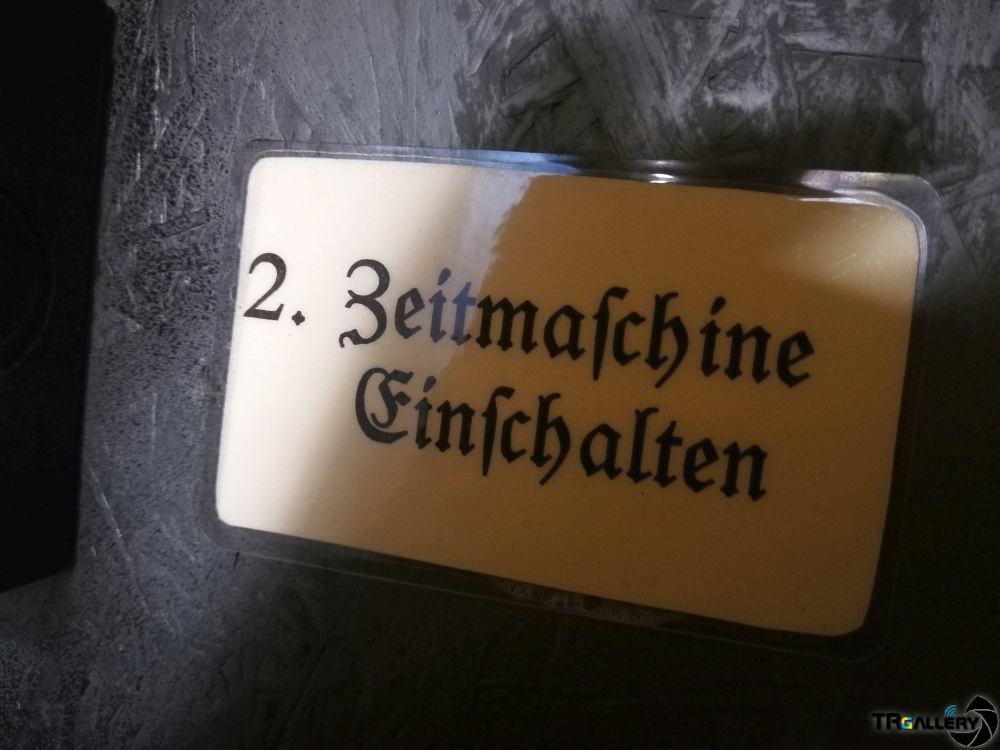 2. Zeitmaſchine
Einſchalten
TRGALLERY